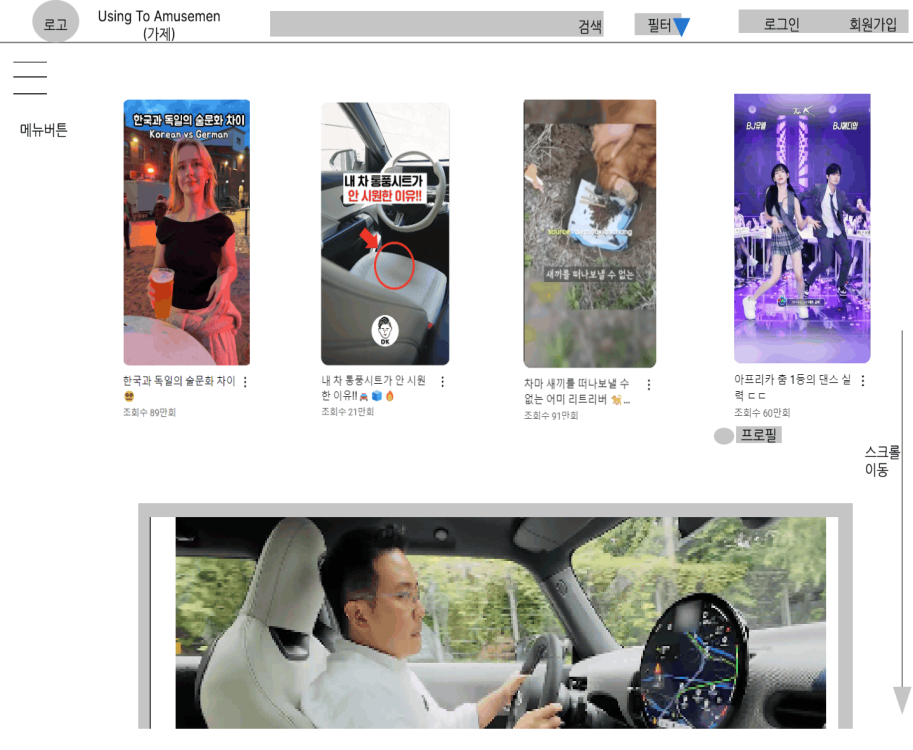 로고
Using To Amusemen
(가제)
검색
필터
로그인
회원가입
메뉴버튼
한국과 독일의 술문화 차이
Korean vs German
내 차 통풍시트가
안 시원한 이유!!
DK
source
새끼를 떠나보낼 수 없는
BJ유별
한국과 독일의 술문화 차이
조회수 89만회
내 차 통풍시트가 안 시원
한 이유!!
조회수 21만회
차마 새끼를 떠나보낼 수
없는 어미 리트리버 ...
조회수 91만회
아프리카 춤 1등의 댄스 실
력 ㄷㄷ
조회수 60만회
프로필
스크롤
이동